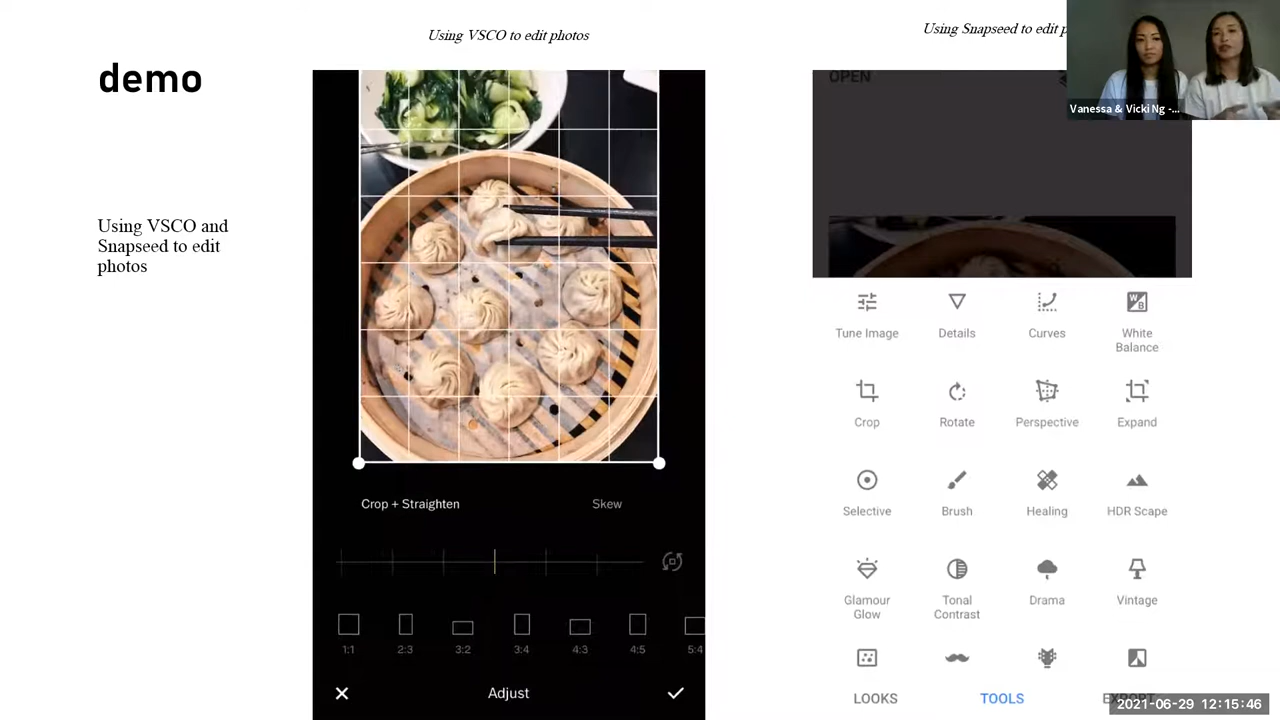 Using VSCO to edit photos
Using Snapseed to edit
demo
Vanessa & Vicki Ng -...
Using VSCO and
Snapseed to edit
photos
OPEN
Crop + Straighten
Skew
1:1
2:3
3:2
3:4
4:3
4:5
5:4
Adjust
Tune Image
Details
Curves
White
Balance
Crop
Rotate
Perspective
Expand
Selective
Brush
Healing
HDR Scape
Glamour
Glow
Tonal
Contrast
Drama
Vintage
LOOKS
TOOLS
EXPORT
2021-06-29 12:15:46